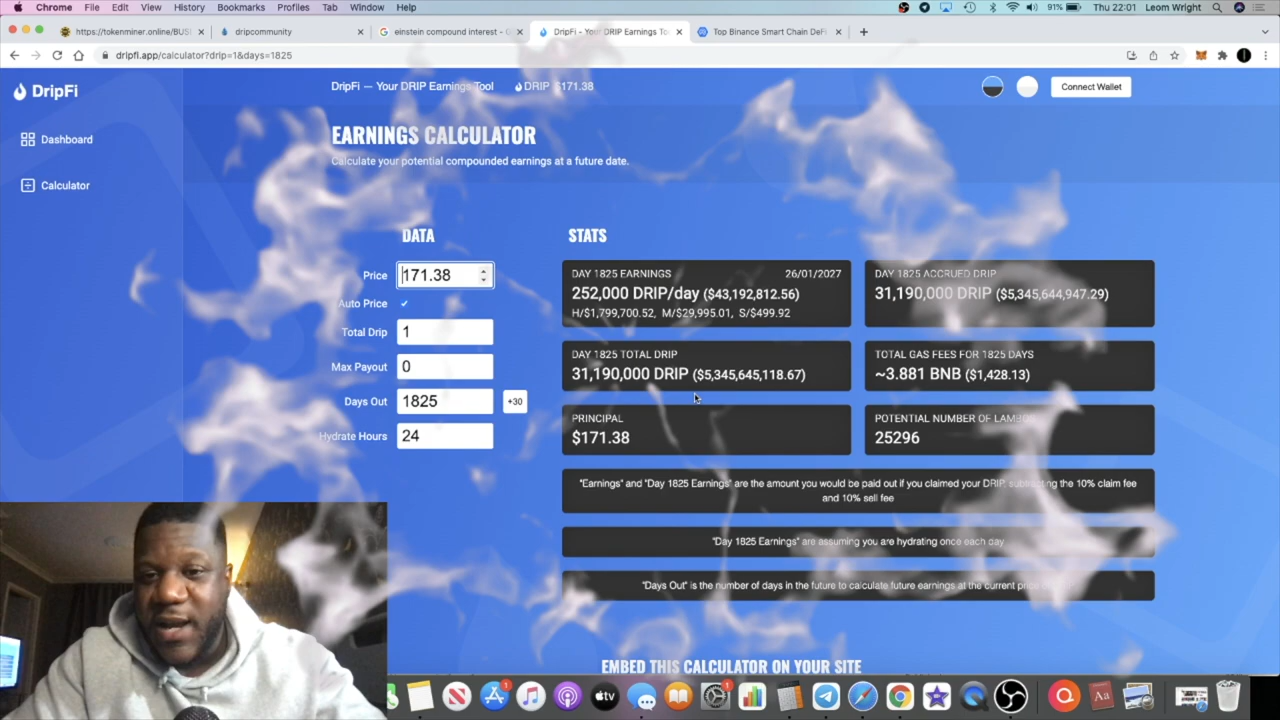 Chrome File Edit View History Bookmarks Profiles Tab Window Help 91% Thu 22:01 Leom Wright
https://tokenminer.online/BUSI dripcommunity einstein compound interest - G DripFi - Your DRIP Earnings To Top Binance Smart Chain DeFi
dripfi.app/calculator?drip=1&days=1825
DripFi
DripFi — Your DRIP Earnings Tool DRIP $171.38 Connect Wallet
Dashboard
Calculator
EARNINGS CALCULATOR
Calculate your potential compounded earnings at a future date.
DATA
Price 171.38
Auto Price
Total Drip 1
Max Payout 0
Days Out 1825 +30
Hydrate Hours 24
STATS
DAY 1825 EARNINGS 26/01/2027
252,000 DRIP/day ($43,192,812.56)
H/$1,799,700.52, M/$29,995.01, S/$499.92
DAY 1825 ACCRUED DRIP
31,190,000 DRIP ($5,345,644,947.29)
DAY 1825 TOTAL DRIP
31,190,000 DRIP ($5,345,645,118.67)
TOTAL GAS FEES FOR 1825 DAYS
~3.881 BNB ($1,428.13)
PRINCIPAL
$171.38
POTENTIAL NUMBER OF LAMBO
25296
"Earnings" and "Day 1825 Earnings" are the amount you would be paid out if you claimed your DRIP, subtracting the 10% claim fee
and 10% sell fee
"Day 1825 Earnings" are assuming you are hydrating once each day
"Days Out" is the number of days in the future to calculate future earnings at the current
EMBED THIS CALCULATOR ON YOUR SITE
tv
Aa